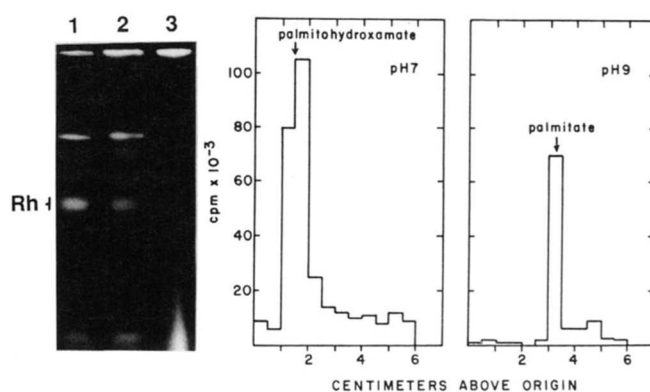 1 2 3
Rh
palmitohydroxamate
pH7
100
80
60
40
20
cpm x 10⁻³
2 4 6
palmitate
pH9
2 4 6
CENTIMETERS ABOVE ORIGIN